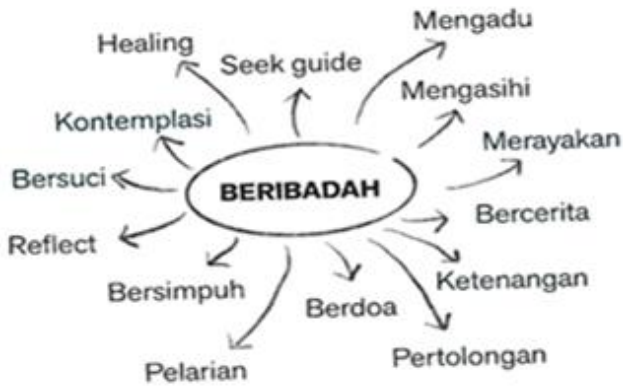 Mengadu
Healing
Seek guide
Mengasihi
Kontemplasi
Merayakan
Bersuci
BERIBADAH
Bercerita
Reflect
Ketenangan
Bersimpuh
Berdoa
Pertolongan
Pelarian